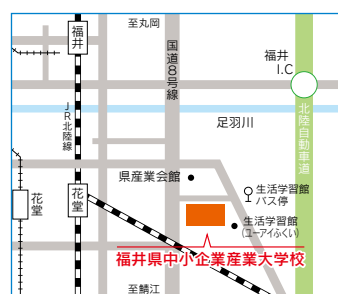 至丸岡
福井
国道8号線
福井
I.C
JR北陸線
足羽川
北陸自動車道
県産業会館
生活学習館
バス停
花堂
花堂
生活学習館
(ユーアイふくい)
福井県中小企業産業大学校
至鯖江